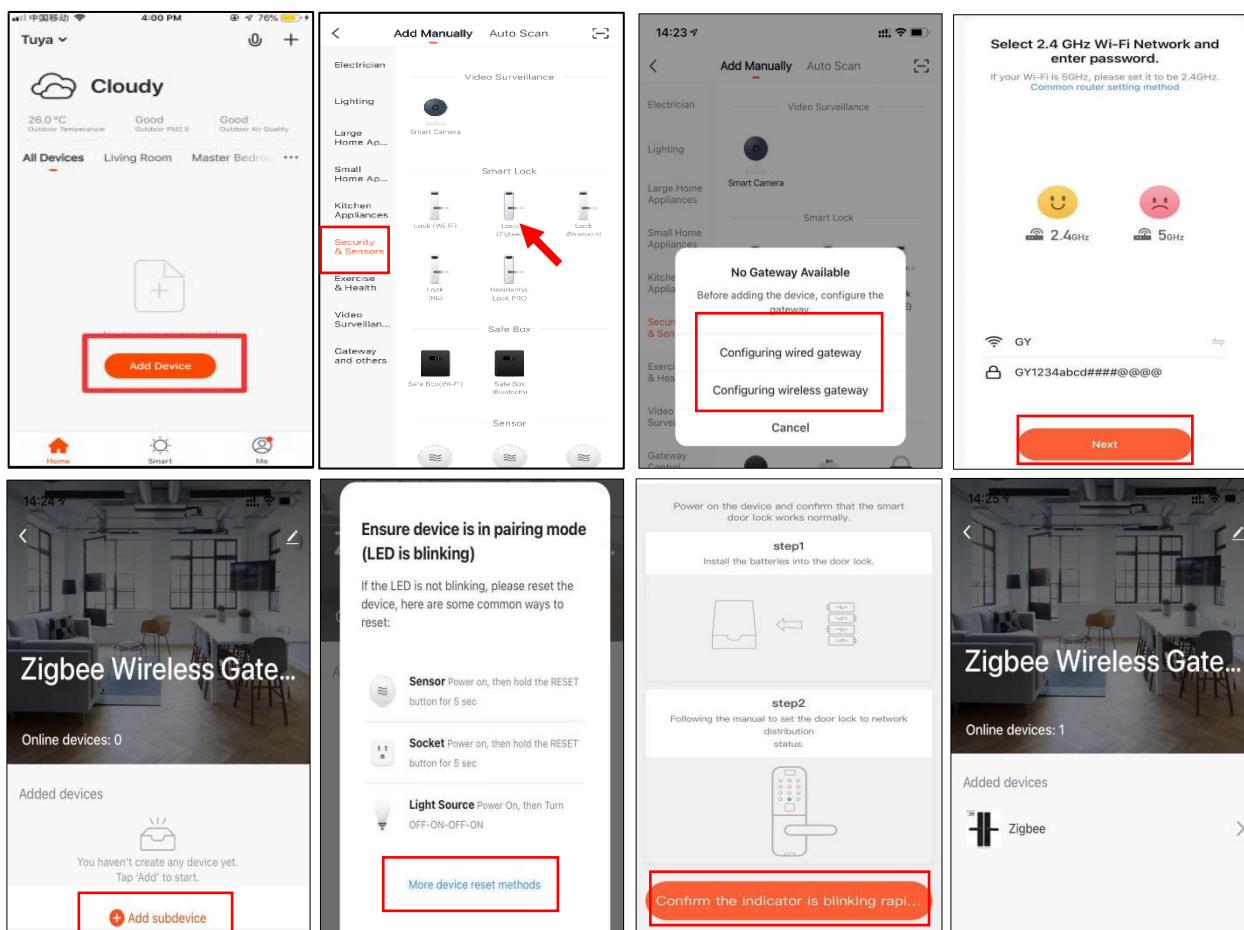 中国移动 4:00 PM 76%
Tuya
Cloudy
26.0°C Good Good
Outdoor Temperature Outdoor PM2.5 Outdoor Air Quality
All Devices Living Room Master Bedroo
Add Device
Home Smart Me
Add Manually Auto Scan
Electrician
Lighting
Large
Home Ap...
Small
Home Ap...
Kitchen
Appliances
Security
& Sensors
Exercise
& Health
Video
Surveillan...
Gateway
and others
Video Surveillance
Smart Camera
Smart Lock
Lock (Wi-Fi)
Lock
(Zigbee)
Lock
(Bluetooth)
Lock
(NB)
Residential
Lock PRO
Safe Box
Safe Box(Wi-Fi)
Safe Box
(Bluetooth)
Sensor
14:23
Add Manually Auto Scan
Electrician
Lighting
Large Home
Appliances
Small Home
Appliances
Kitche
Applia
Securi
& Sen
Exerci
& Hea
Video
Survei
Gateway
Control
Video Surveillance
Smart Camera
Smart Lock
No Gateway Available
Before adding the device, configure the
gateway
Configuring wired gateway
Configuring wireless gateway
Cancel
Select 2.4 GHz Wi-Fi Network and
enter password.
If your Wi-Fi is 5GHz, please set it to be 2.4GHz.
Common router setting method
2.4GHz 5GHz
GY
GY1234abcd####@@@@
Next
14:24
Zigbee Wireless Gate...
Online devices: 0
Added devices
You haven't create any device yet.
Tap 'Add' to start.
Add subdevice
Ensure device is in pairing mode
(LED is blinking)
If the LED is not blinking, please reset the
device, here are some common ways to
reset:
Sensor Power on, then hold the RESET
button for 5 sec
Socket Power on, then hold the RESET
button for 5 sec
Light Source Power On, then Turn
OFF-ON-OFF-ON
More device reset methods
Power on the device and confirm that the smart
door lock works normally.
step1
Install the batteries into the door lock.
step2
Following the manual to set the door lock to network
distribution
status.
Confirm the indicator is blinking rapi...
14:25
Zigbee Wireless Gate...
Online devices: 1
Added devices
Zigbee